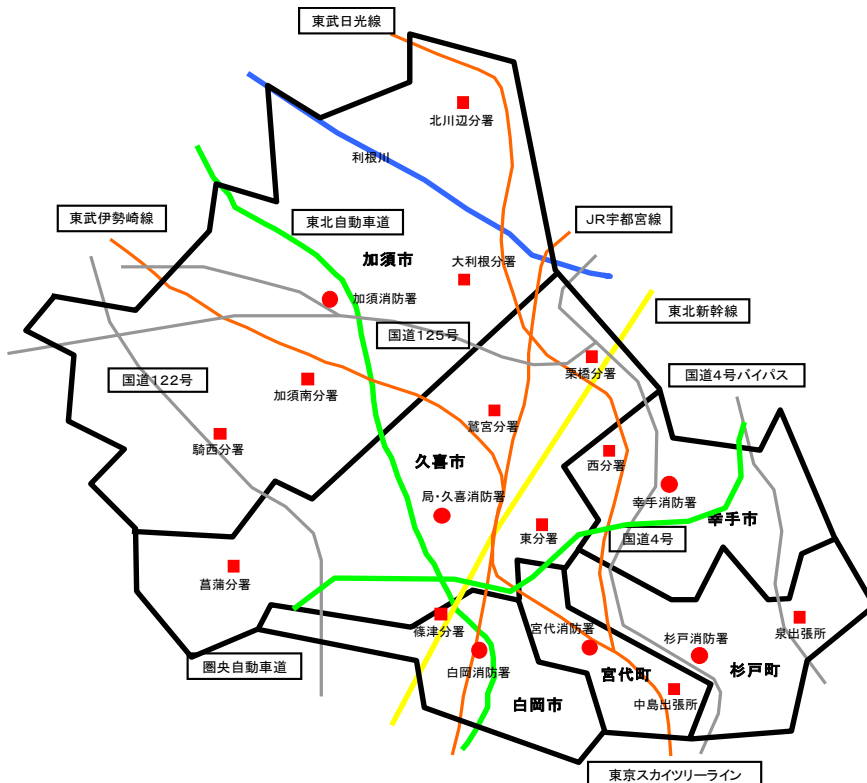 東武日光線
北川辺分署
利根川
東武伊勢崎線
東北自動車道
JR宇都宮線
加須市
大利根分署
加須消防署
東北新幹線
国道125号
栗橋分署
国道122号
加須南分署
国道4号バイパス
鷲宮分署
騎西分署
久喜市
西分署
局・久喜消防署
幸手消防署
幸手市
東分署
国道4号
菖蒲分署
篠津分署
宮代消防署
杉戸消防署
泉出張所
圏央自動車道
白岡消防署
宮代町
杉戸町
白岡市
中島出張所
東京スカイツリーライン